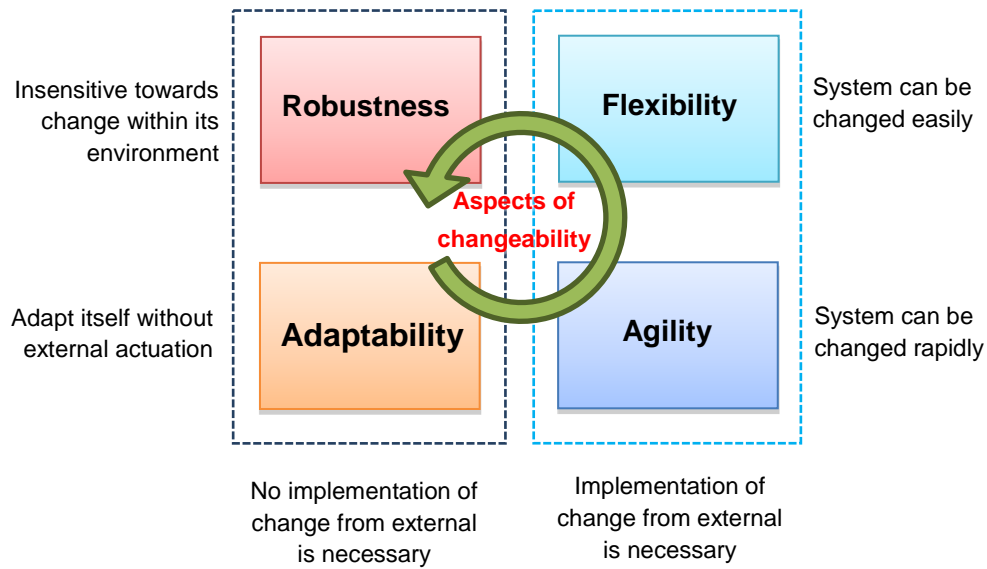 Insensitive towards
change within its
environment
Robustness
Flexibility
System can be
changed easily
Aspects of
changeability
Adapt itself without
external actuation
Adaptability
Agility
System can be
changed rapidly
No implementation of
change from external
is necessary
Implementation of
change from external
is necessary